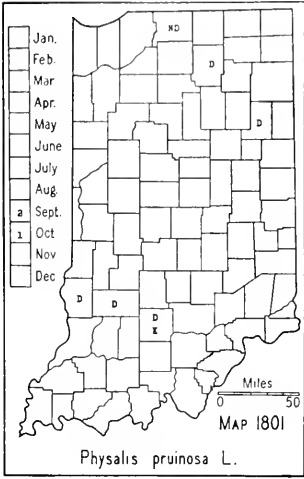 Jan.
Feb.
Mar
Apr.
May
June
July
Aug.
2 Sept.
1 Oct
Nov
Dec
ND
D
D
D D
D
K
Miles
0 50
MAP 1801
Physalis pruinosa L.